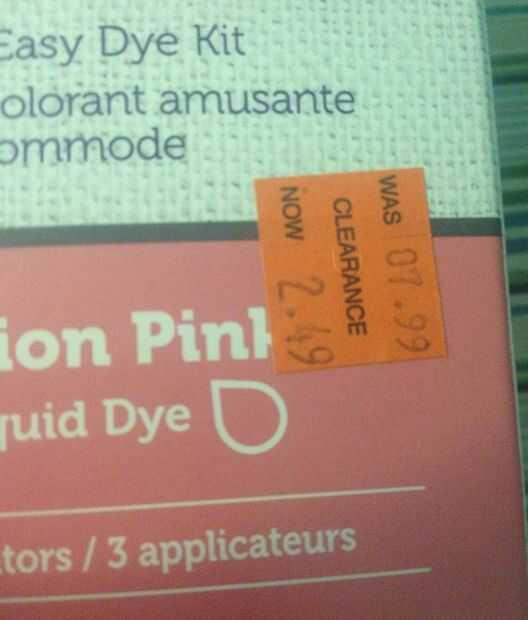 Easy Dye Kit
olorant amusante
ommode
WAS 07.99
CLEARANCE
NOW 2.49
ion Pink
quid Dye
tors / 3 applicateurs